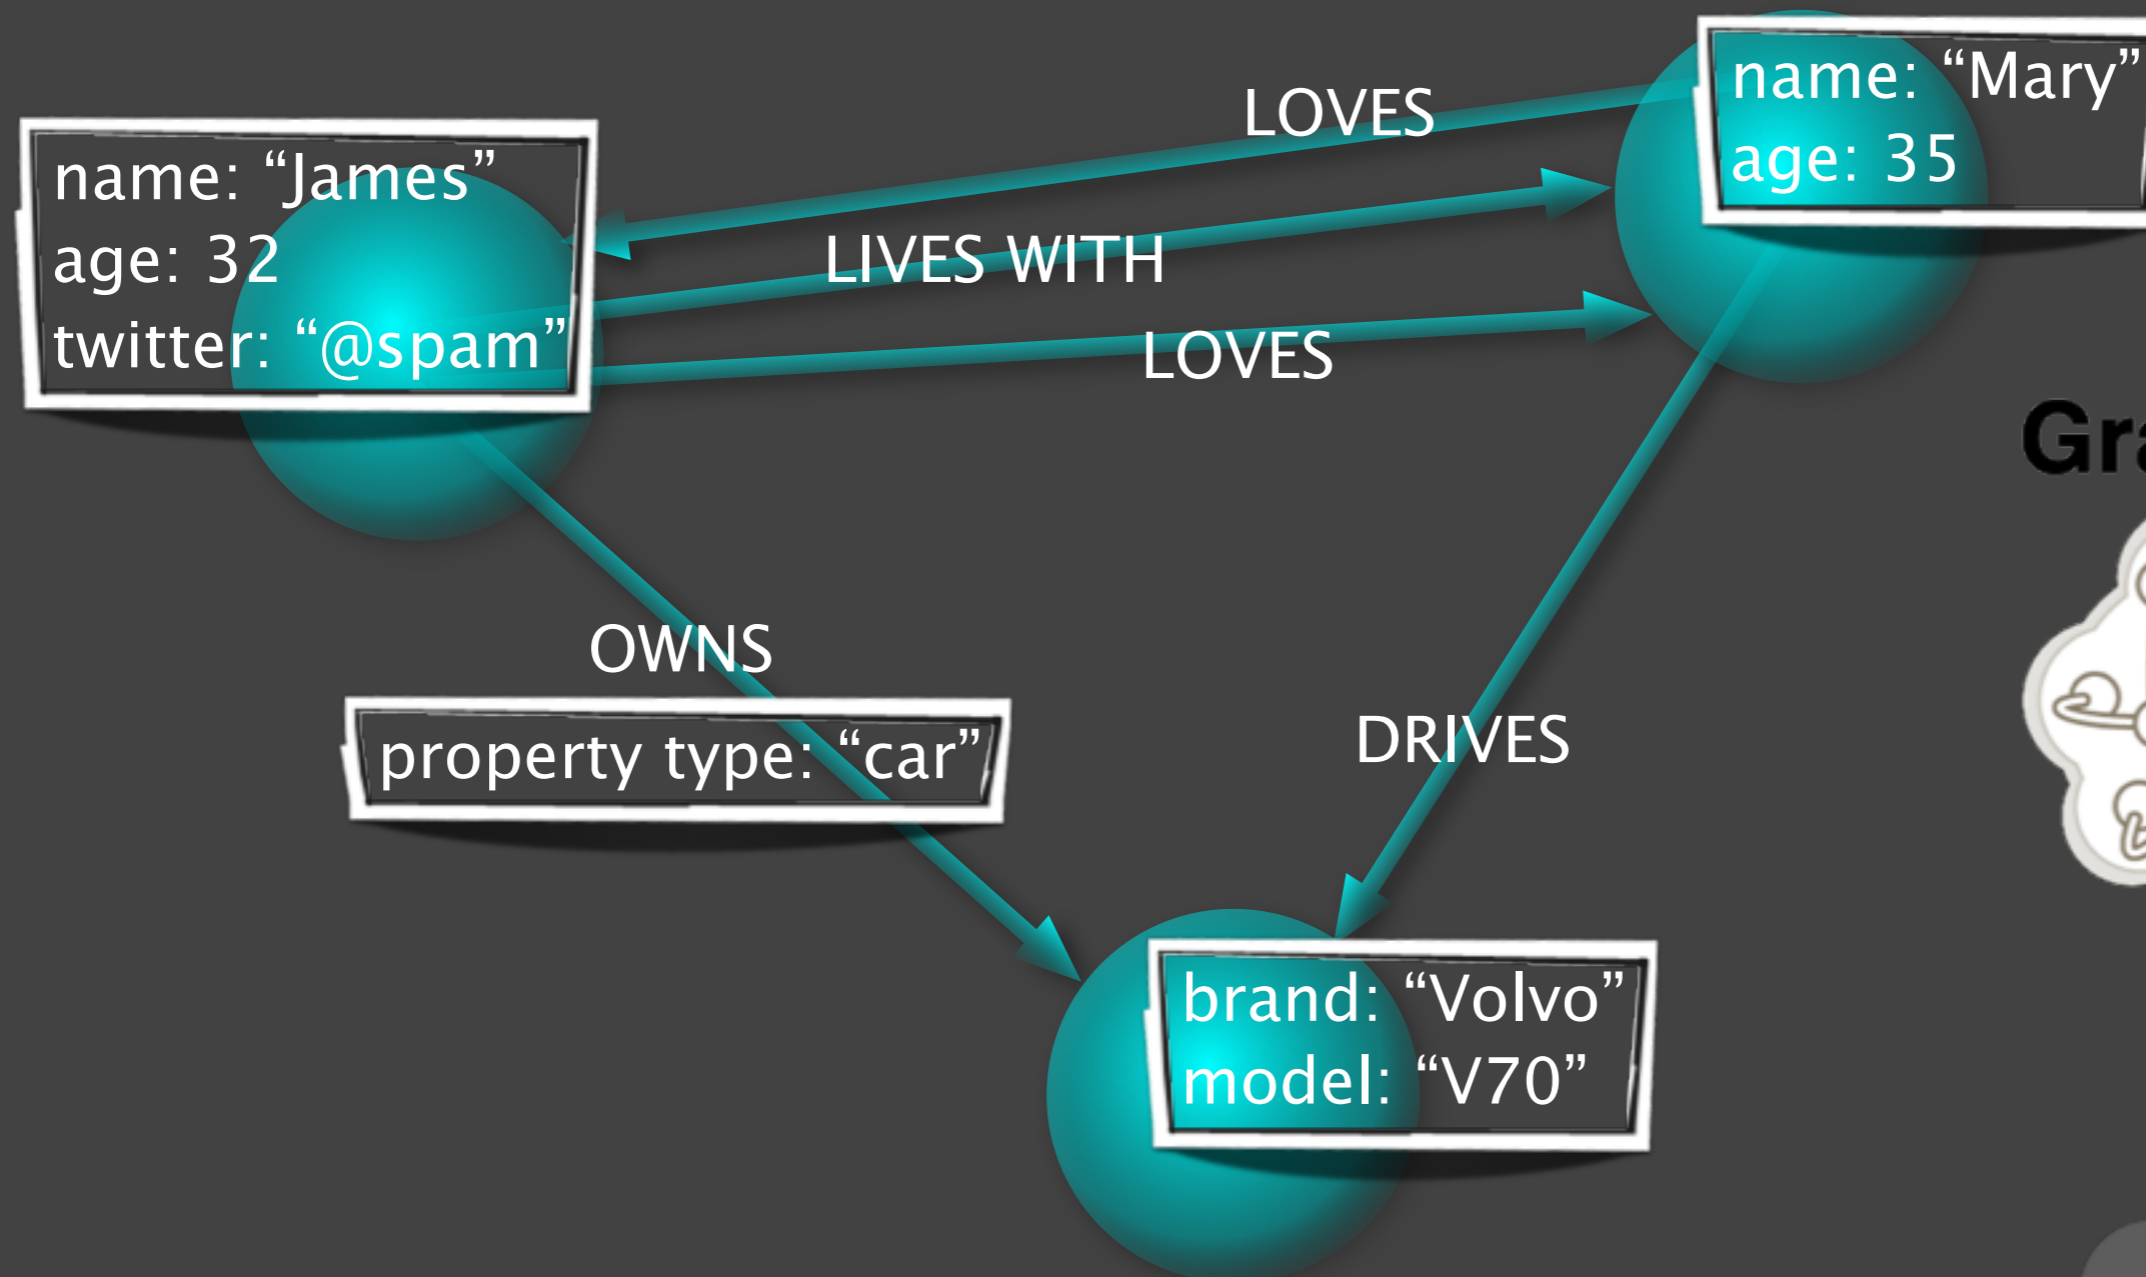 name: “Mary”
age: 35
LOVES
name: “James”
age: 32
twitter: “@spam”
LIVES WITH
LOVES
OWNS
property type: “car”
DRIVES
brand: “Volvo”
model: “V70”